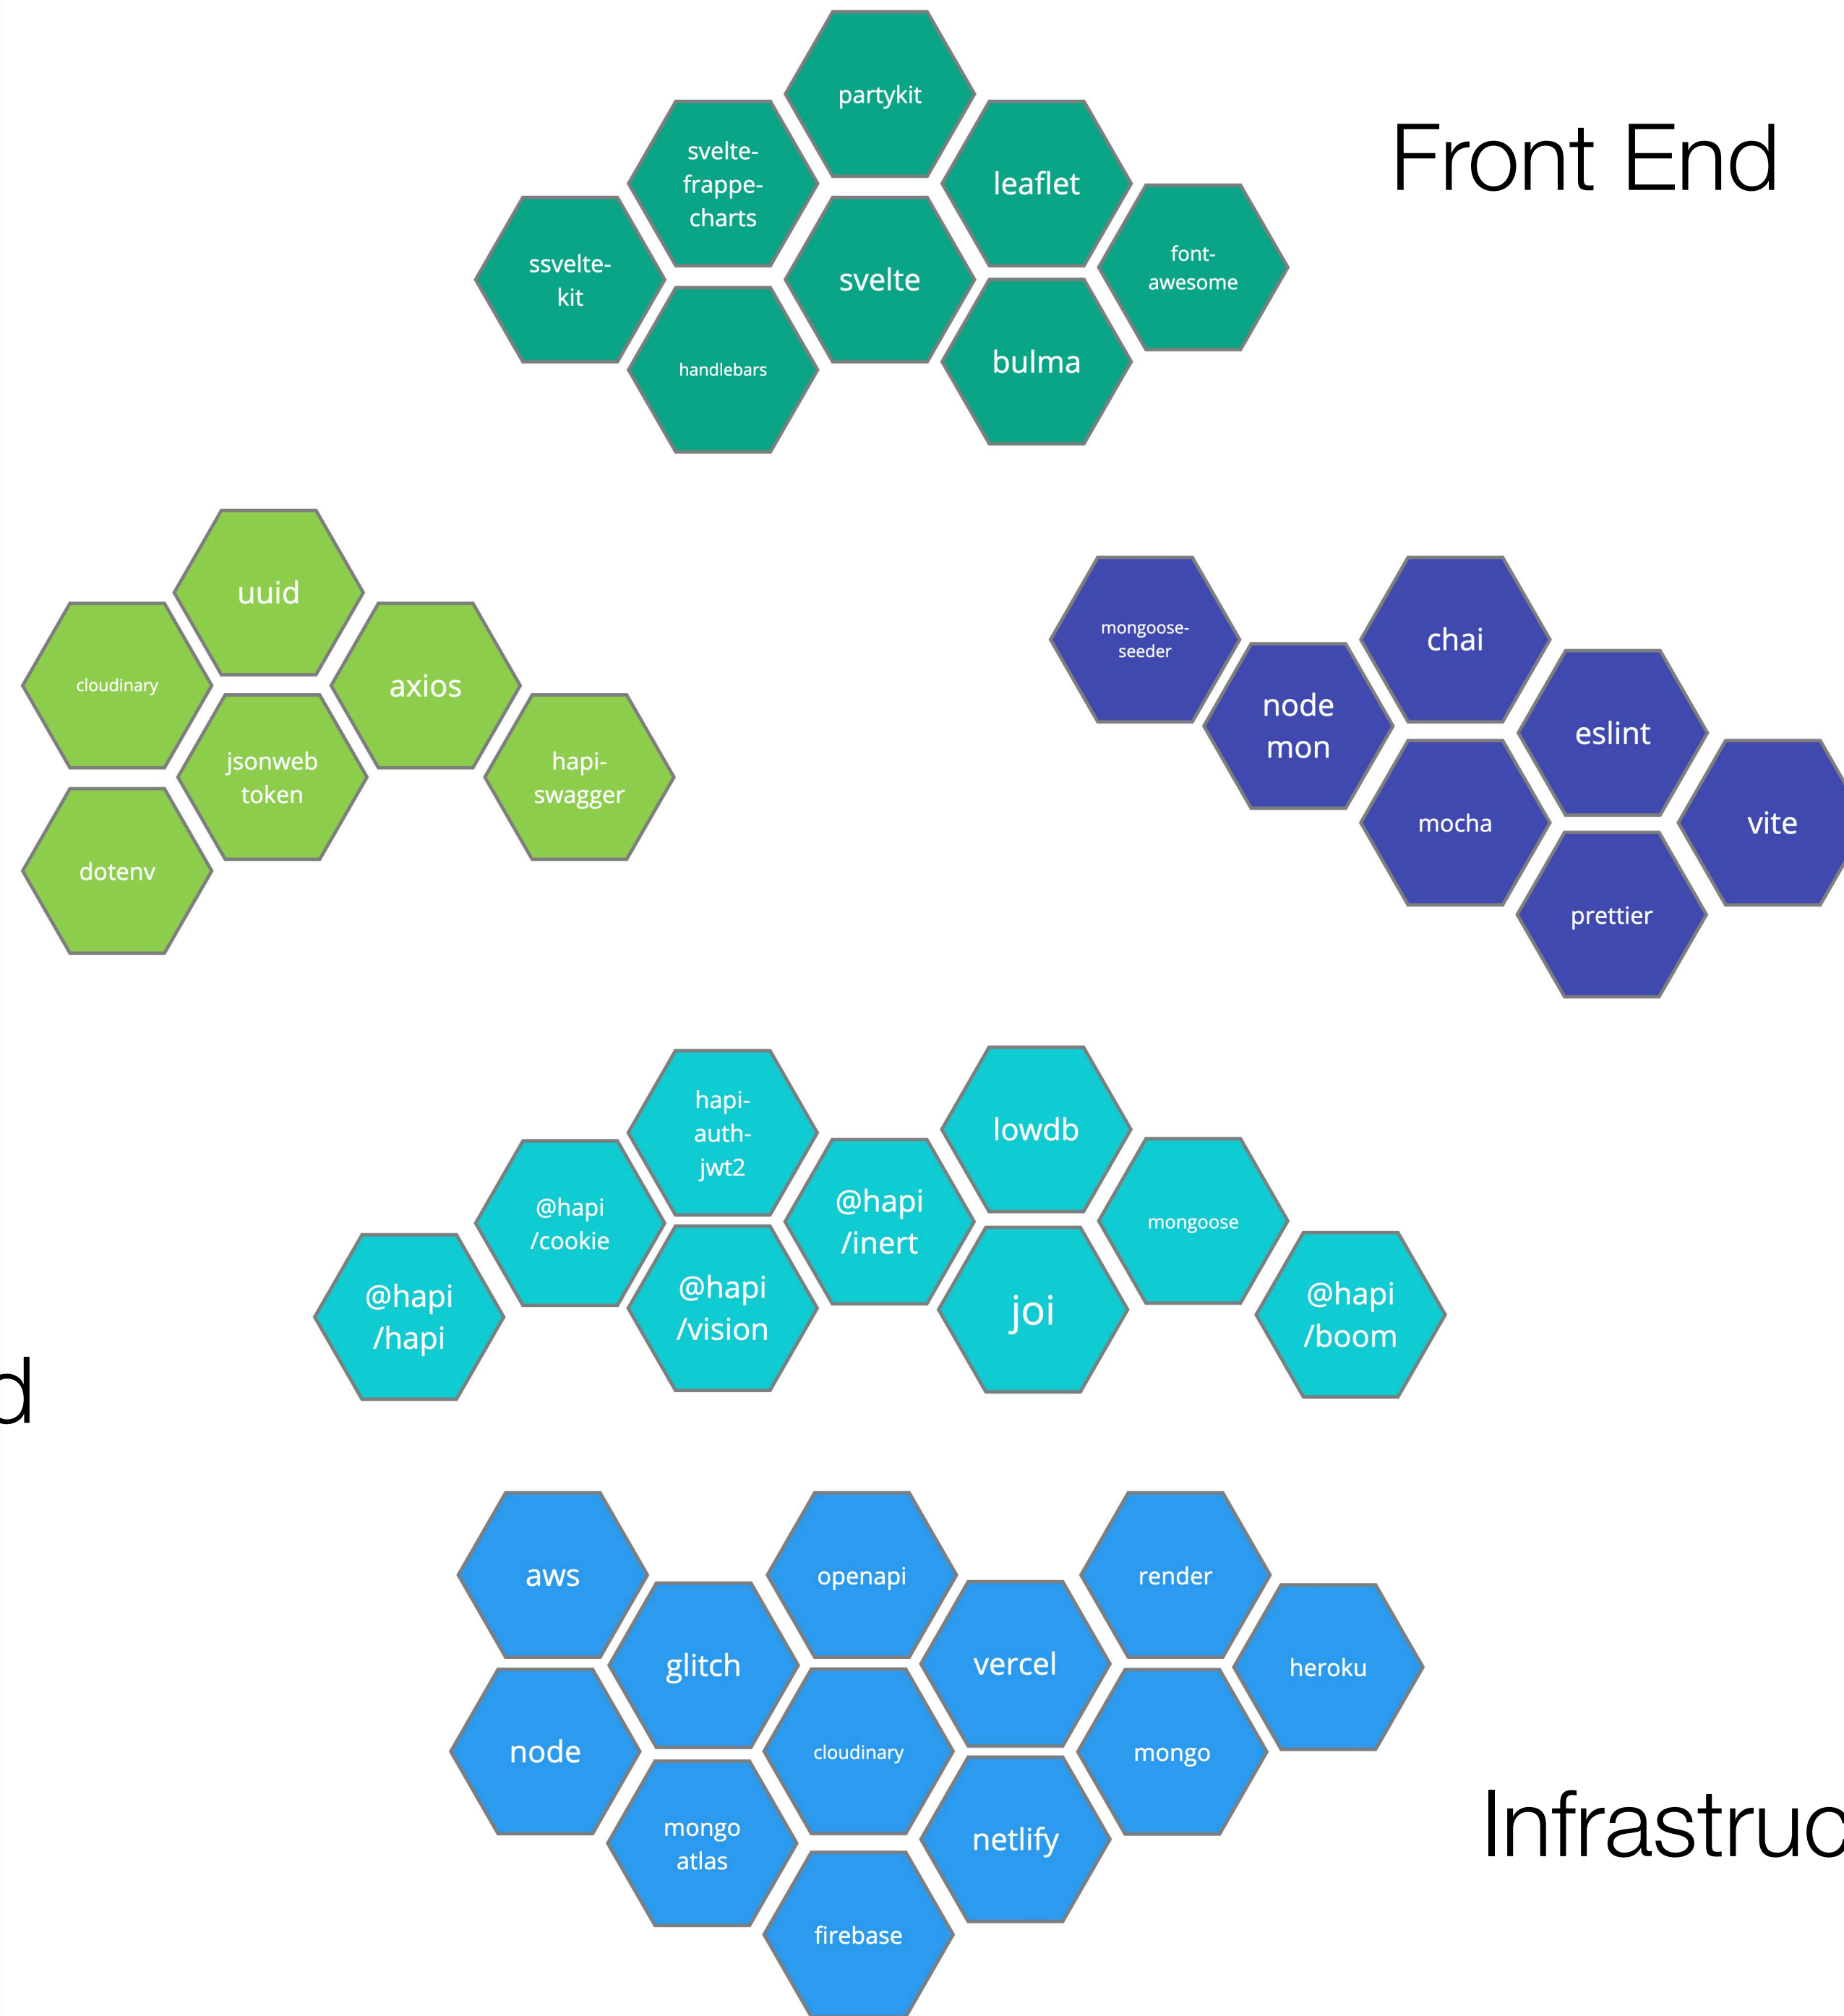 partykit
svelte-
frappe-
charts
leaflet
Front End
ssvelte-
kit
svelte
font-
awesome
handlebars
bulma
uuid
cloudinary
axios
jsonweb
token
hapi-
swagger
dotenv
mongoose-
seeder
chai
node
mon
eslint
mocha
vite
prettier
hapi-
auth-
jwt2
lowdb
@hapi
/cookie
@hapi
/inert
mongoose
@hapi
/hapi
@hapi
/vision
joi
@hapi
/boom
d
aws
openapi
render
glitch
vercel
heroku
node
cloudinary
mongo
mongo
atlas
netlify
Infrastruc
firebase